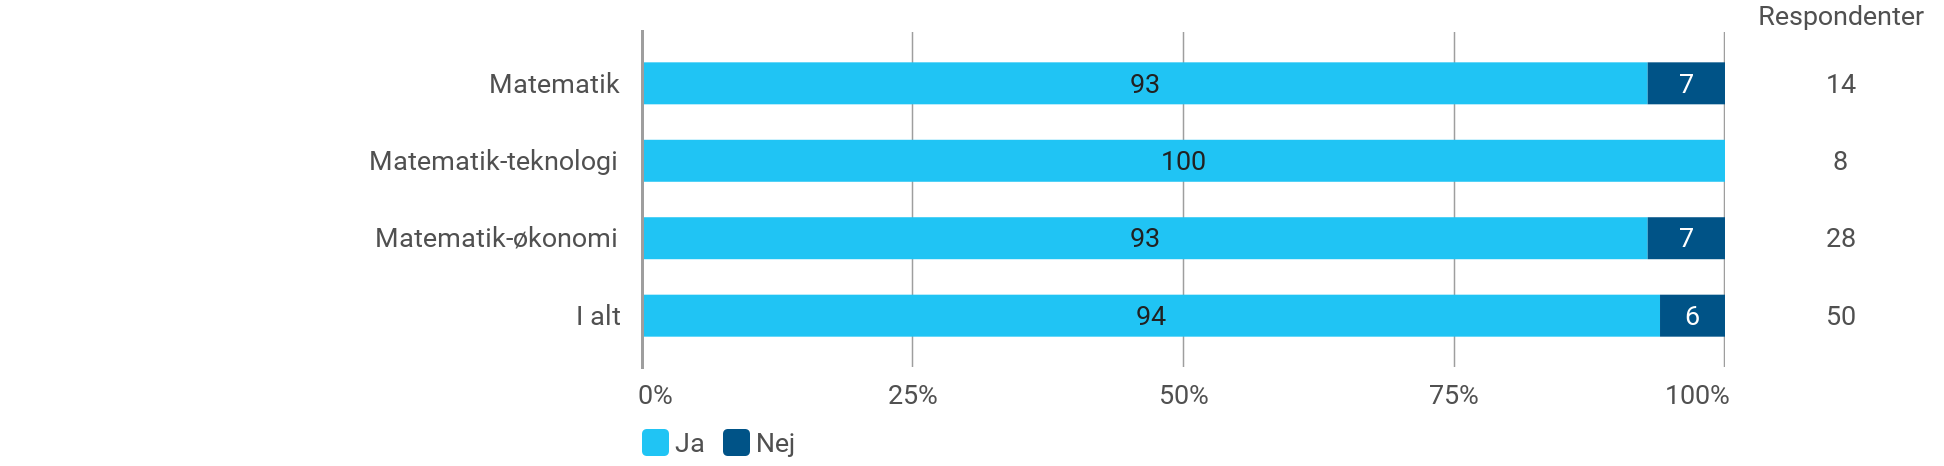 Respondenter
Matematik 93 7 14
Matematik-teknologi 100 8
Matematik-økonomi 93 7 28
I alt 94 6 50
0% 25% 50% 75% 100%
Ja Nej